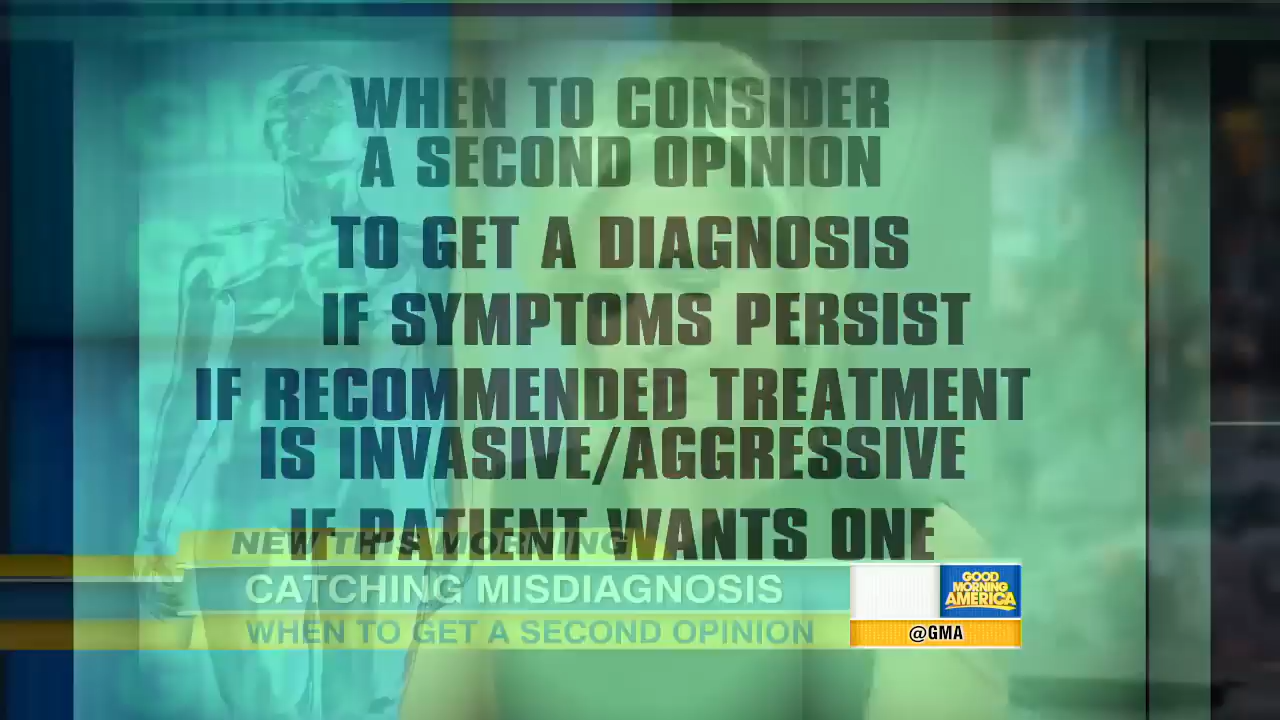 WHEN TO CONSIDER
A SECOND OPINION
TO GET A DIAGNOSIS
IF SYMPTOMS PERSIST
IF RECOMMENDED TREATMENT
IS INVASIVE/AGGRESSIVE
IF PATIENT WANTS ONE
NEW THIS MORNING
CATCHING MISDIAGNOSIS
WHEN TO GET A SECOND OPINION
GOOD
MORNING
AMERICA
@GMA